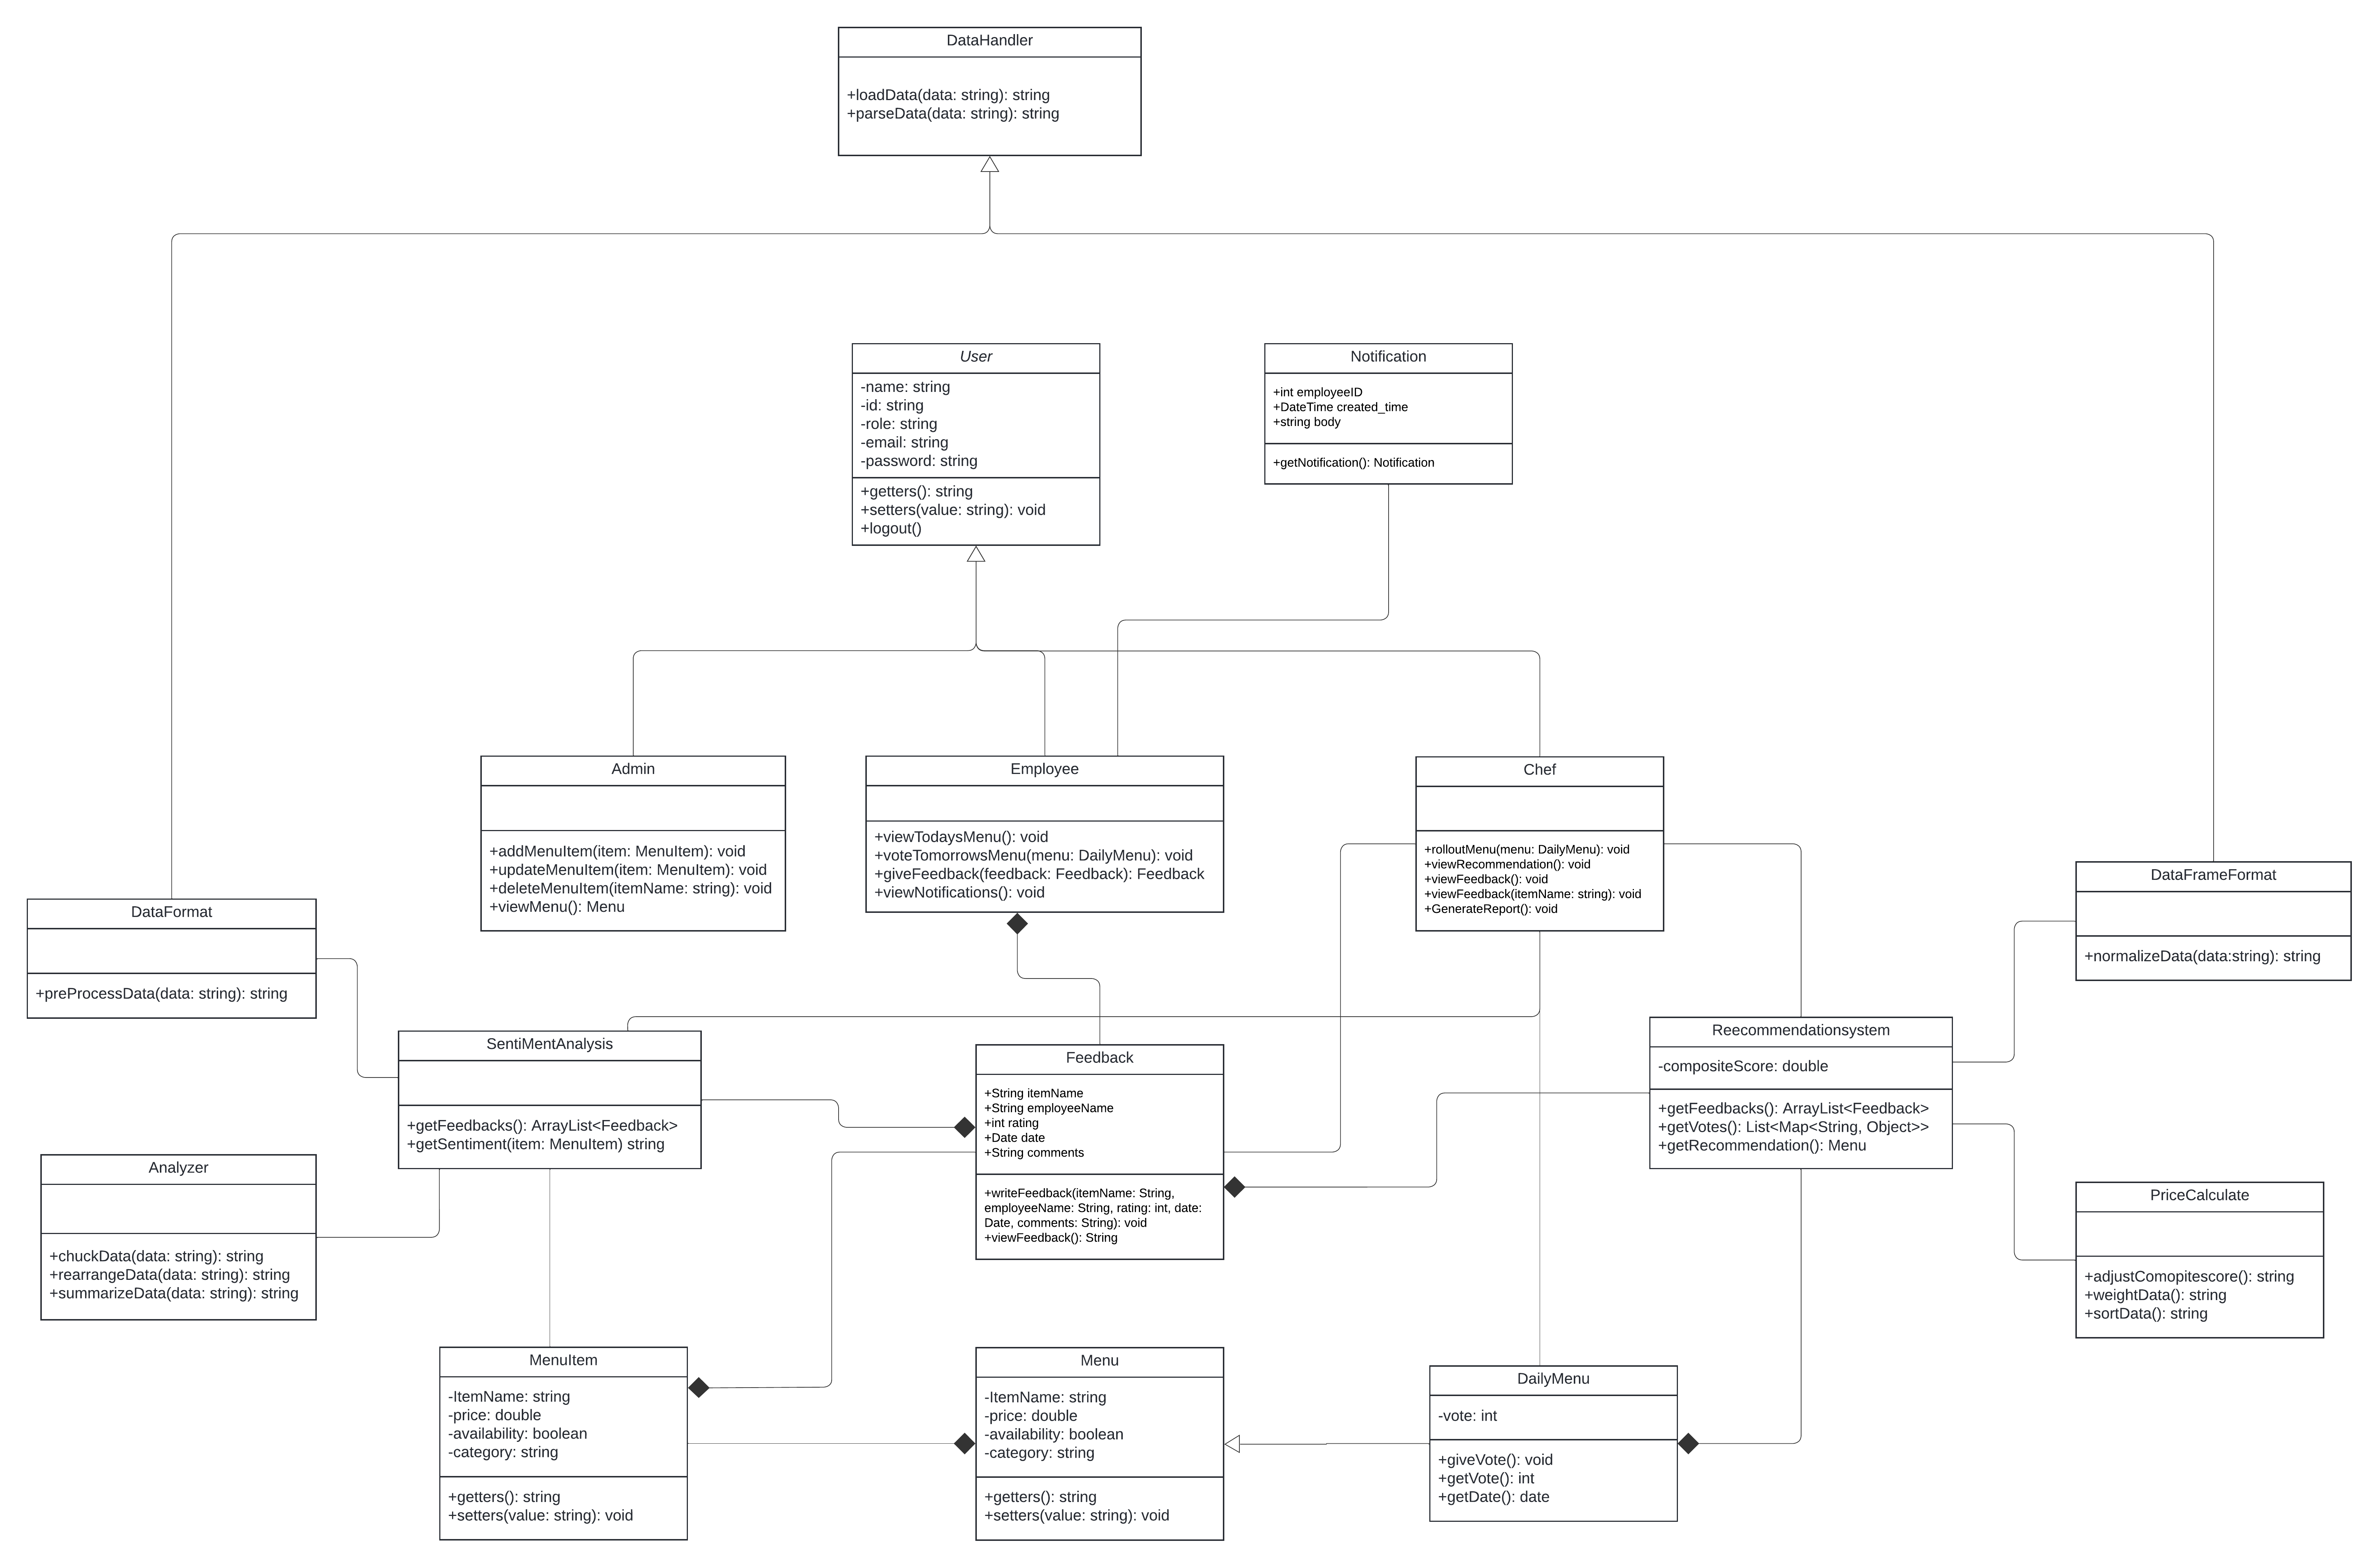 DataHandler
+loadData(data: string): string
+parseData(data: string): string
User
-name: string
-id: string
-role: string
-email: string
-password: string
+getters(): string
+setters(value: string): void
+logout()
Notification
+int employeeID
+DateTime created_time
+string body
+getNotification(): Notification
Admin
+addMenuItem(item: MenuItem): void
+updateMenuItem(item: MenuItem): void
+deleteMenuItem(itemName: string): void
+viewMenu(): Menu
Employee
+viewTodaysMenu(): void
+voteTomorrowsMenu(menu: DailyMenu): void
+giveFeedback(feedback: Feedback): Feedback
+viewNotifications(): void
Chef
+rolloutMenu(menu: DailyMenu): void
+viewRecommendation(): void
+viewFeedback(): void
+viewFeedback(itemName: string): void
+GenerateReport(): void
DataFrameFormat
+normalizeData(data:string): string
DataFormat
+preProcessData(data: string): string
SentiMentAnalysis
+getFeedbacks(): ArrayList<Feedback>
+getSentiment(item: MenuItem) string
Feedback
+String itemName
+String employeeName
+int rating
+Date date
+String comments
+writeFeedback(itemName: String,
employeeName: String, rating: int, date:
Date, comments: String): void
+viewFeedback(): String
Reecommendationsystem
-compositeScore: double
+getFeedbacks(): ArrayList<Feedback>
+getVotes(): List<Map<String, Object>>
+getRecommendation(): Menu
Analyzer
+chuckData(data: string): string
+rearrangeData(data: string): string
+summarizeData(data: string): string
PriceCalculate
+adjustComopitescore(): string
+weightData(): string
+sortData(): string
MenuItem
-ItemName: string
-price: double
-availability: boolean
-category: string
+getters(): string
+setters(value: string): void
Menu
-ItemName: string
-price: double
-availability: boolean
-category: string
+getters(): string
+setters(value: string): void
DailyMenu
-vote: int
+giveVote(): void
+getVote(): int
+getDate(): date